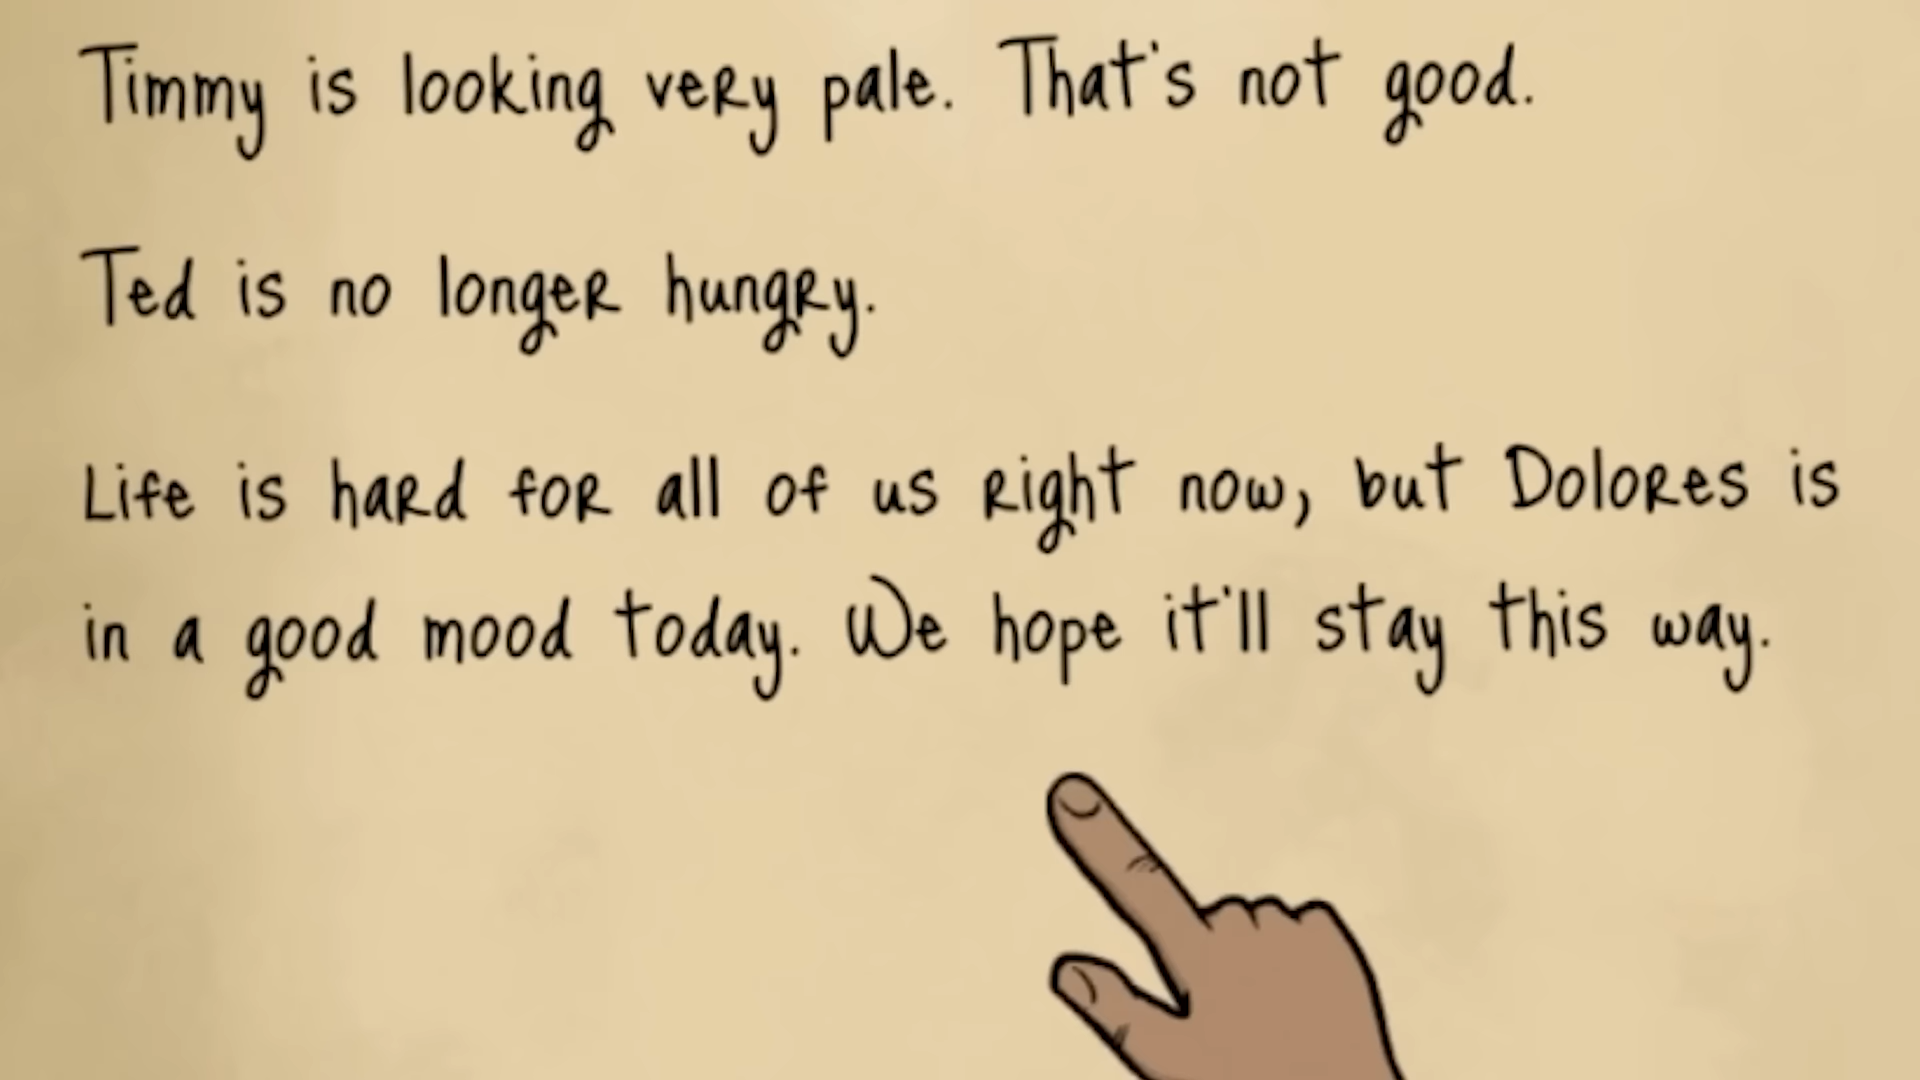 Timmy is looking very pale. That's not good.
Ted is no longer hungry.
Life is hard for all of us right now, but Dolores is
in a good mood today. We hope it'll stay this way.